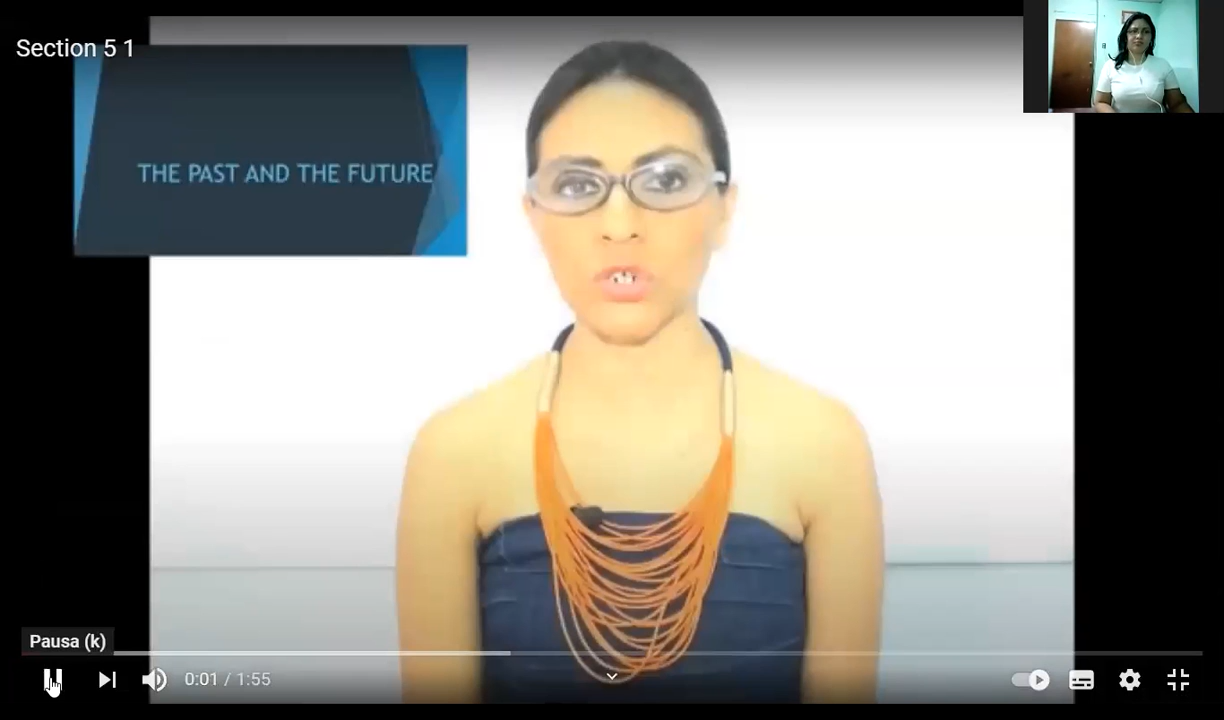 Section 5 1
THE PAST AND THE FUTURE
Pausa (k)
0:01 / 1:55